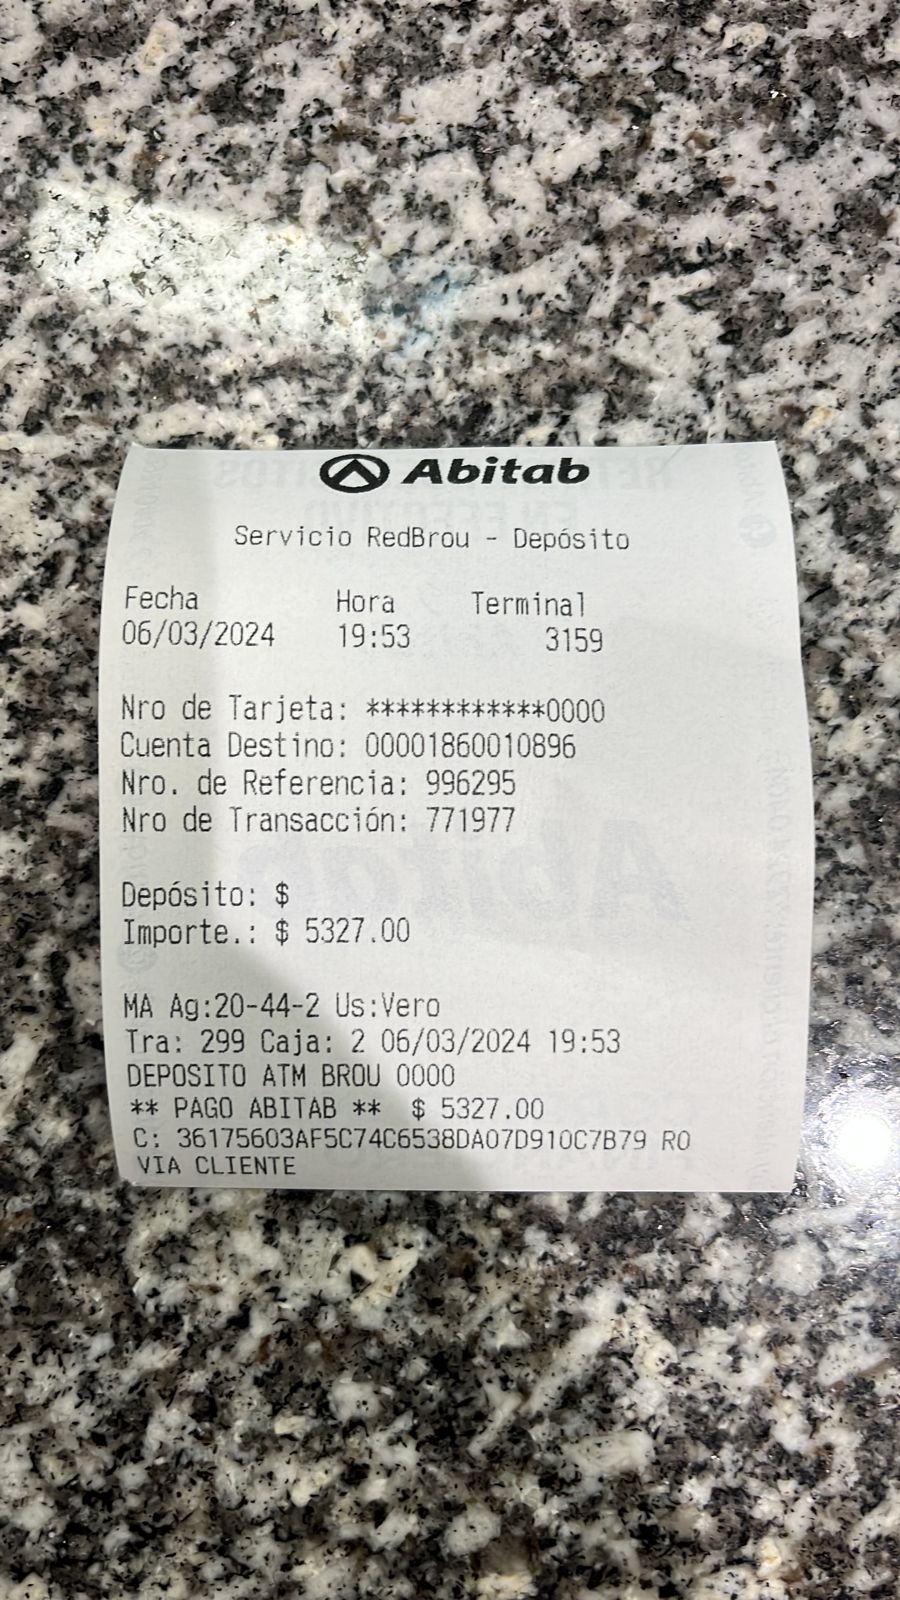 Abitab
Servicio RedBrou - Depósito
Fecha Hora Terminal
06/03/2024 19:53 3159
Nro de Tarjeta: ************0000
Cuenta Destino: 00001860010896
Nro. de Referencia: 996295
Nro de Transacción: 771977
Depósito: $
Importe.: $ 5327.00
MA Ag:20-44-2 Us:Vero
Tra: 299 Caja: 2 06/03/2024 19:53
DEPOSITO ATM BROU 0000
** PAGO ABITAB ** $ 5327.00
C: 36175603AF5C74C6538DA07D910C7B79 RO
VIA CLIENTE